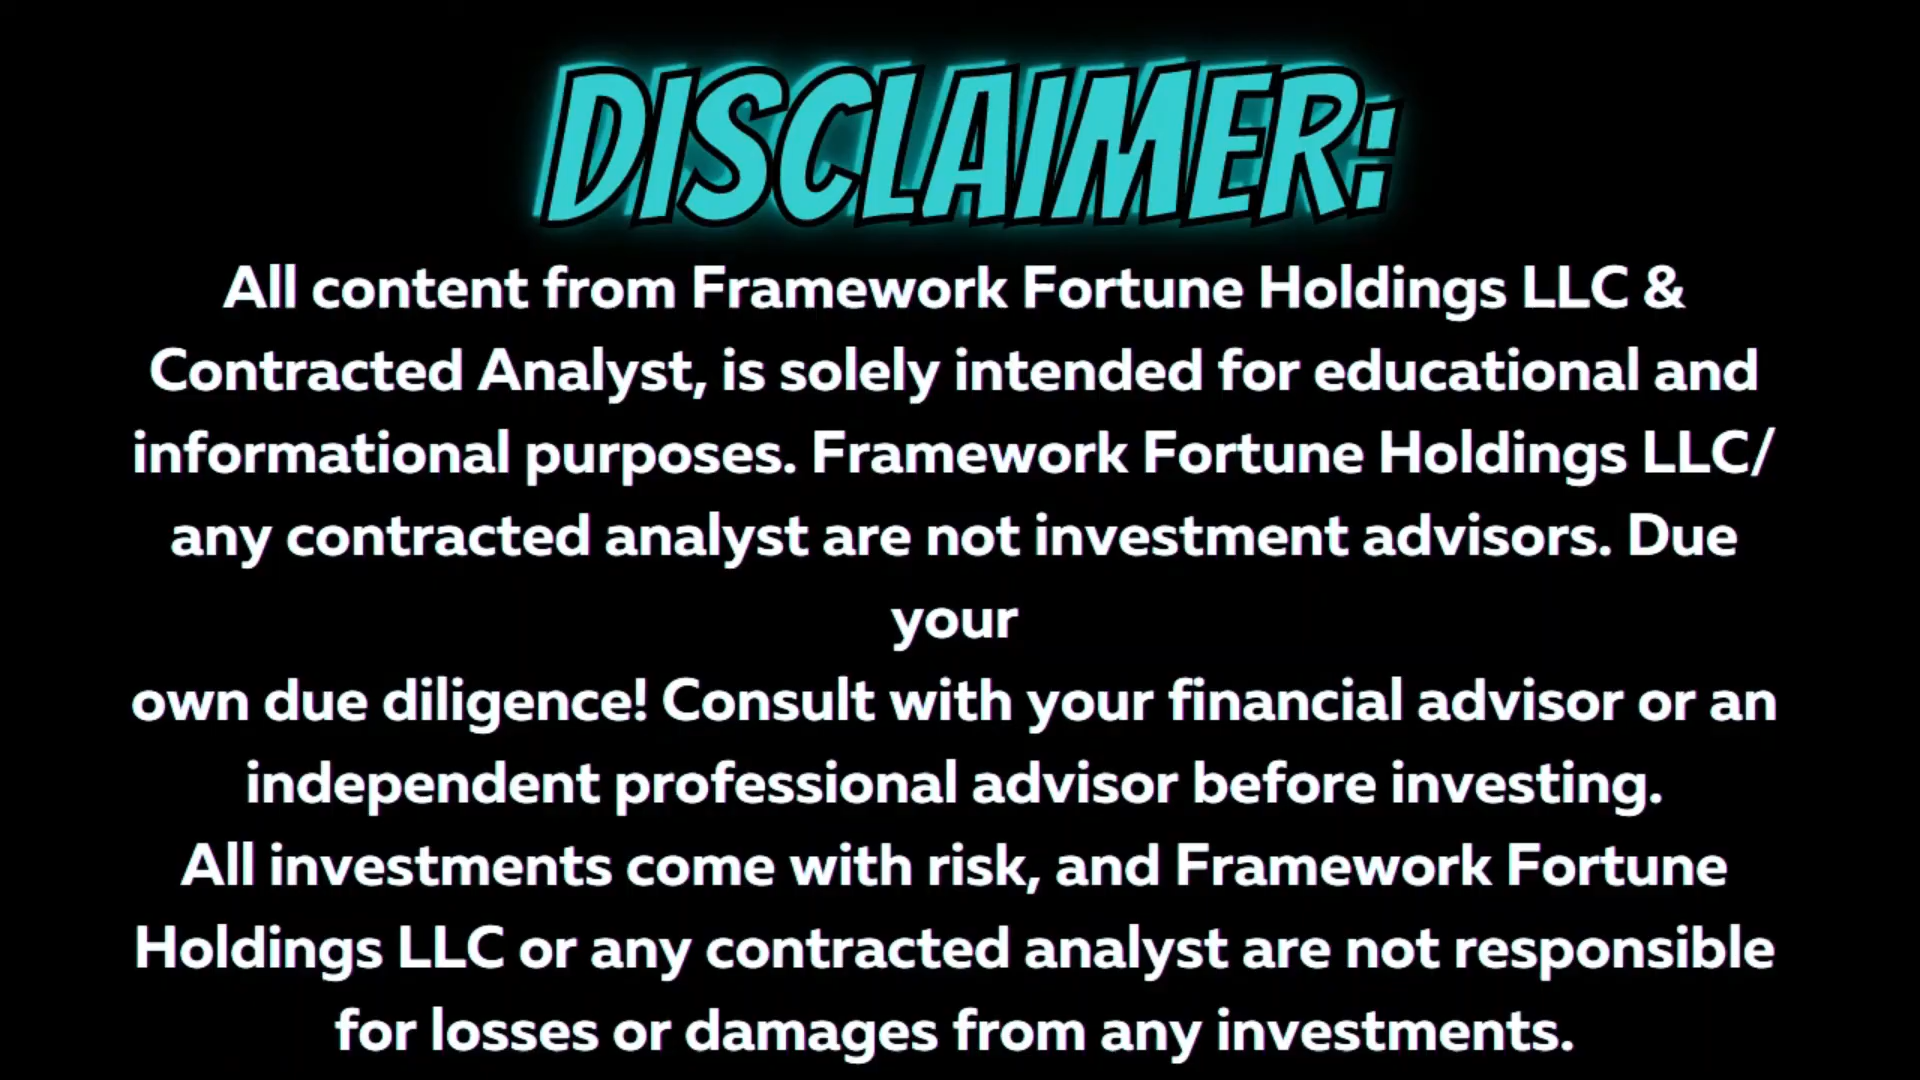 DISCLAIMER:
All content from Framework Fortune Holdings LLC &
Contracted Analyst, is solely intended for educational and
informational purposes. Framework Fortune Holdings LLC/
any contracted analyst are not investment advisors. Due
your
own due diligence! Consult with your financial advisor or an
independent professional advisor before investing.
All investments come with risk, and Framework Fortune
Holdings LLC or any contracted analyst are not responsible
for losses or damages from any investments.